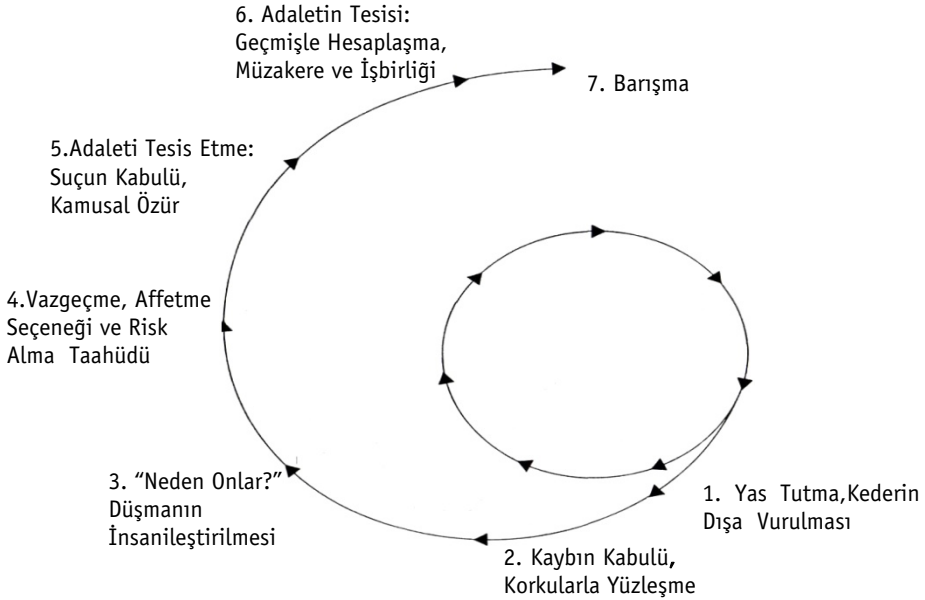 6. Adaletin Tesisi:
Geçmişle Hesaplaşma,
Müzakere ve İşbirliği
7. Barışma
5.Adaleti Tesis Etme:
Suçun Kabulü,
Kamusal Özür
4.Vazgeçme, Affetme
Seçeneği ve Risk
Alma Taahüdü
3. “Neden Onlar?”
Düşmanın
İnsanileştirilmesi
1. Yas Tutma,Kederin
Dışa Vurulması
2. Kaybın Kabulü,
Korkularla Yüzleşme